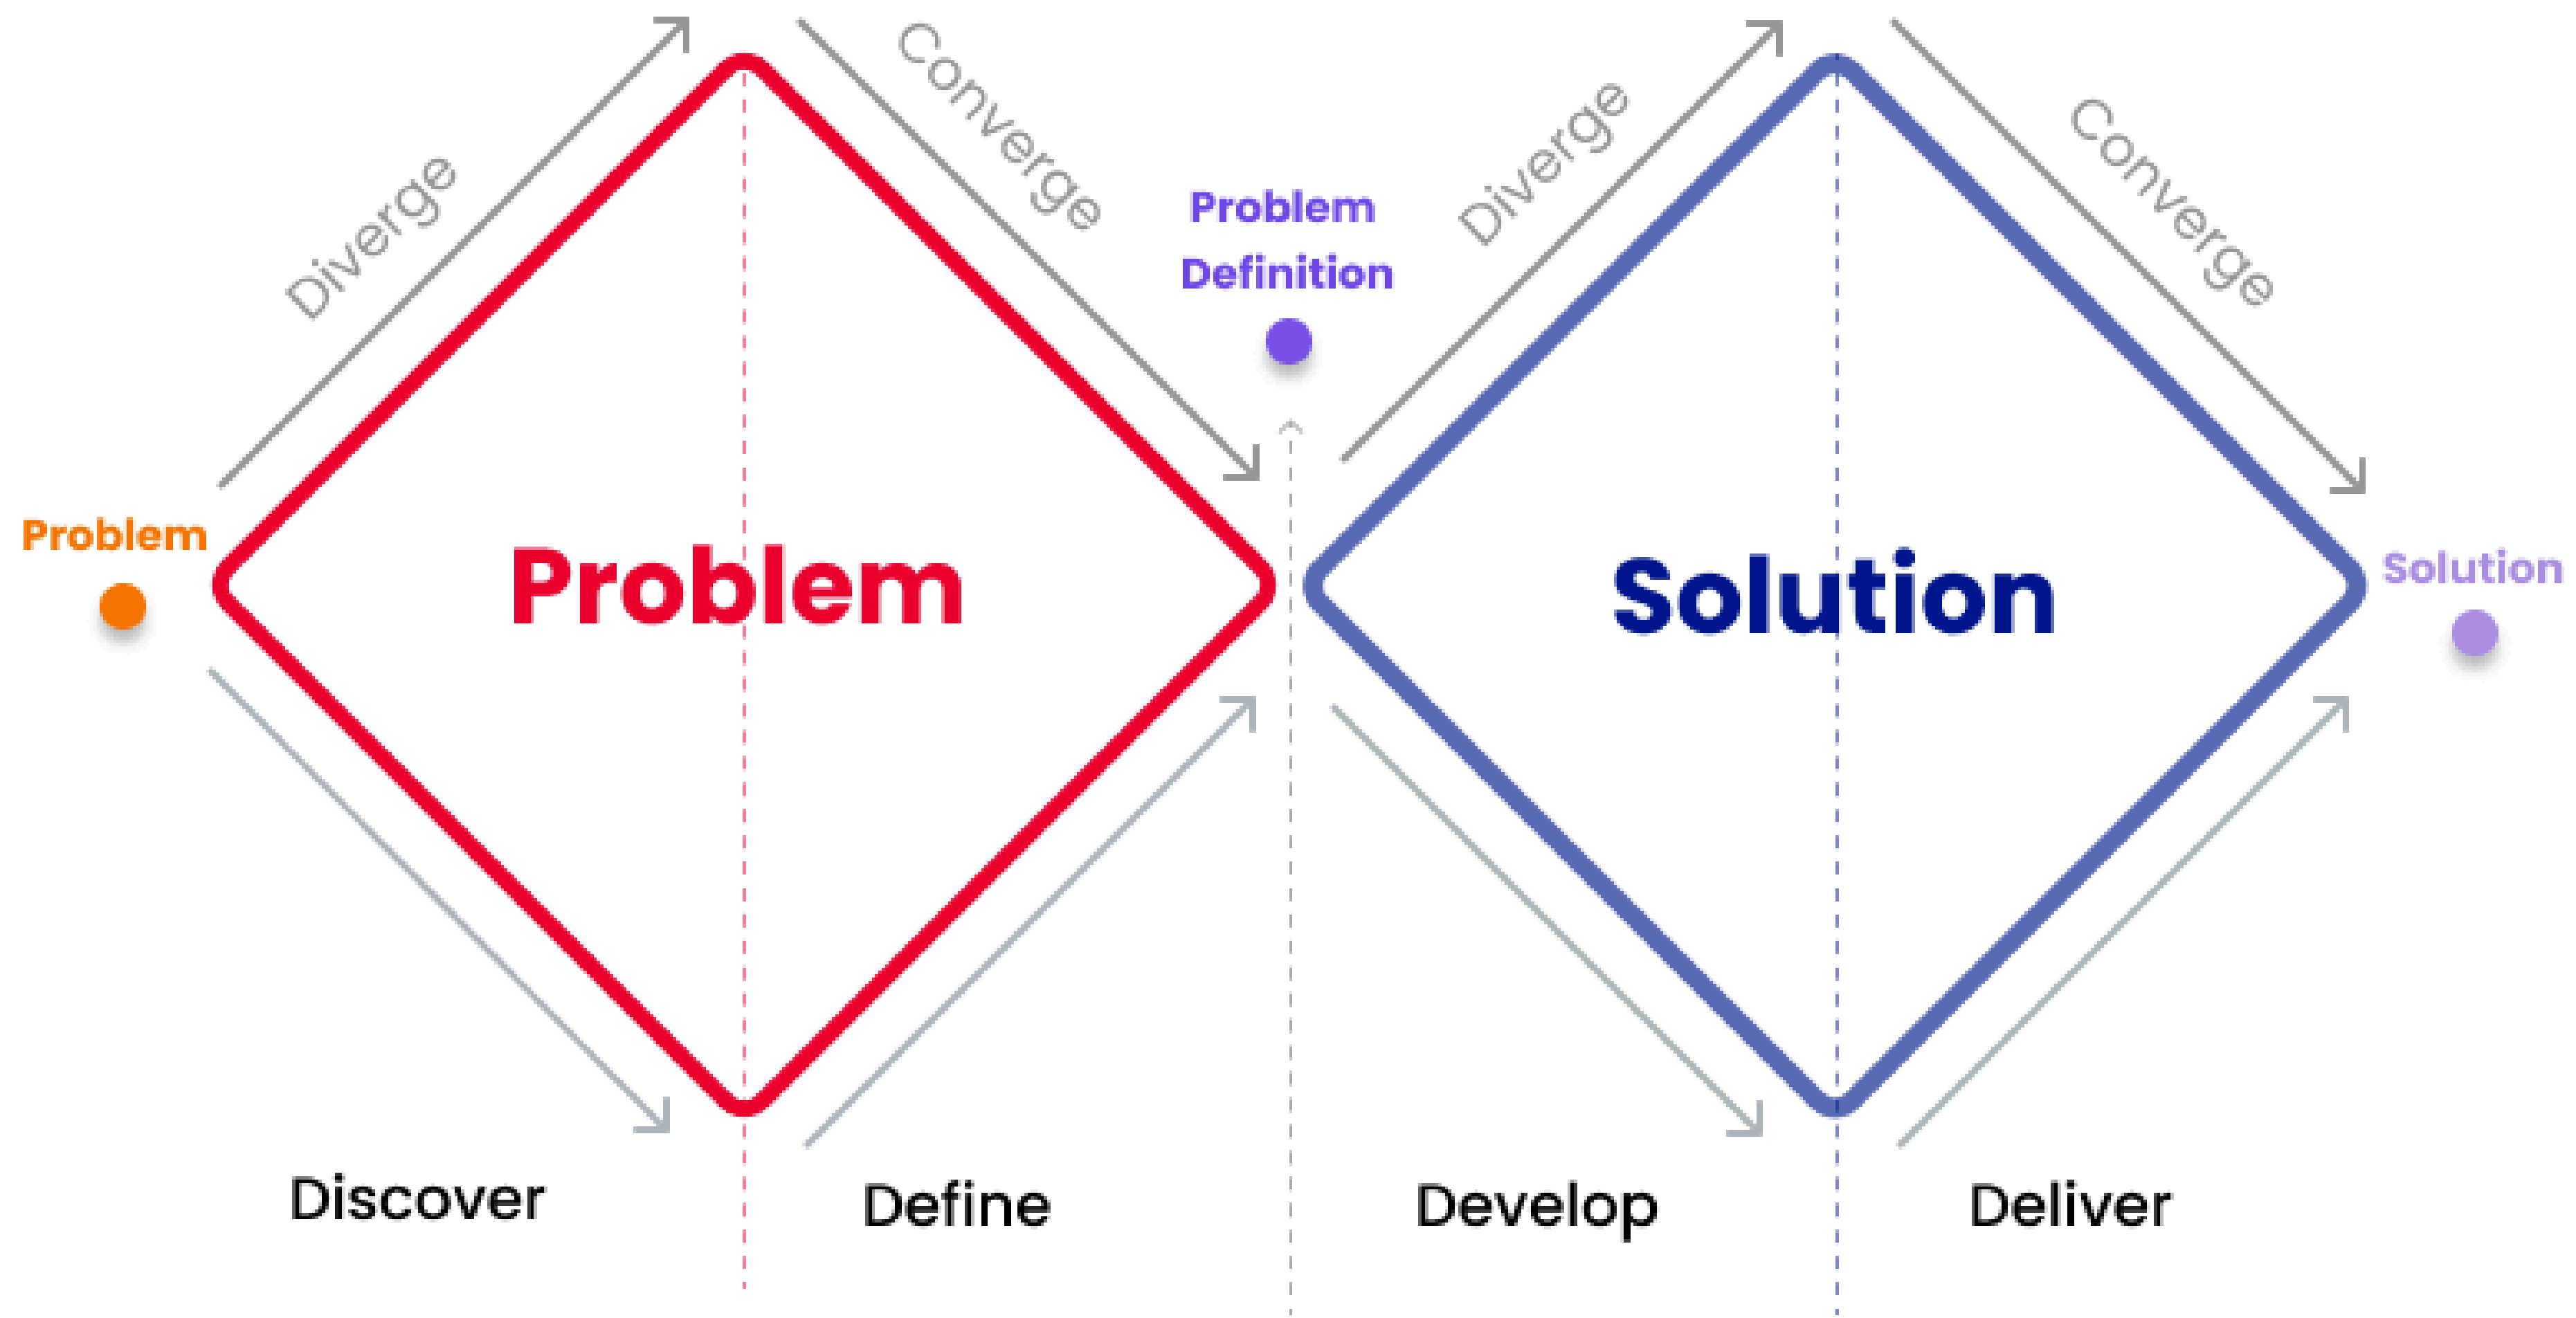 Diverge
Converge
Problem
Definition
Diverge
Converge
Problem
Problem
Solution
Solution
Discover
Define
Develop
Deliver